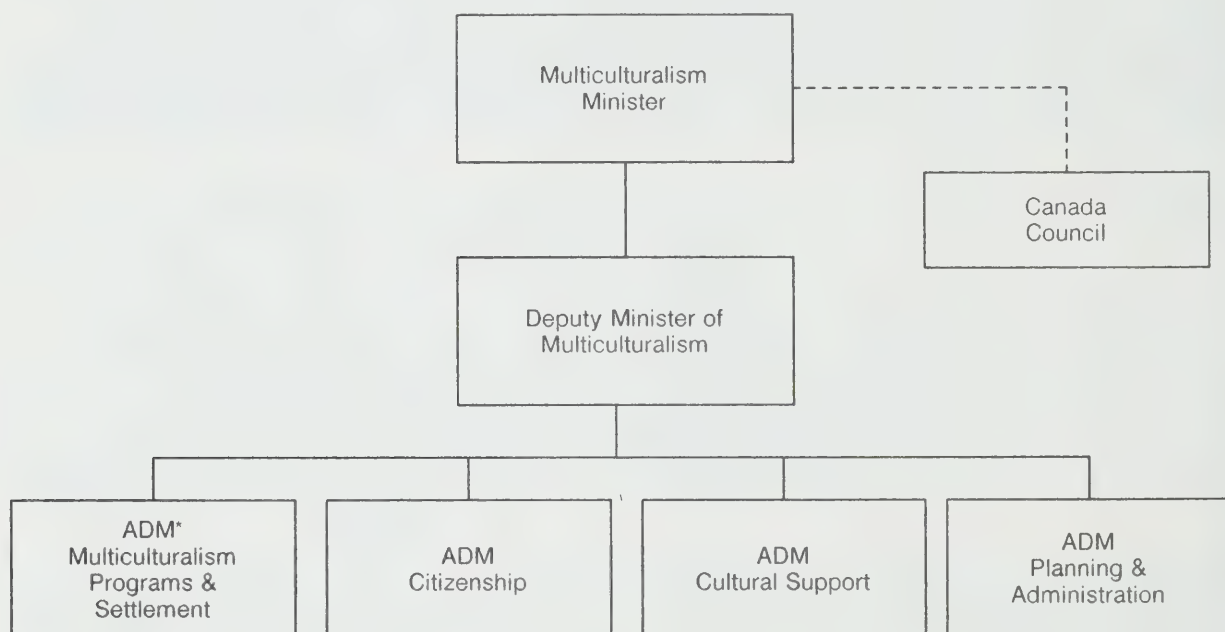 Multiculturalism
Minister
Canada
Council
Deputy Minister of
Multiculturalism
ADM*
Multiculturalism
Programs &
Settlement
ADM
Citizenship
ADM
Cultural Support
ADM
Planning &
Administration